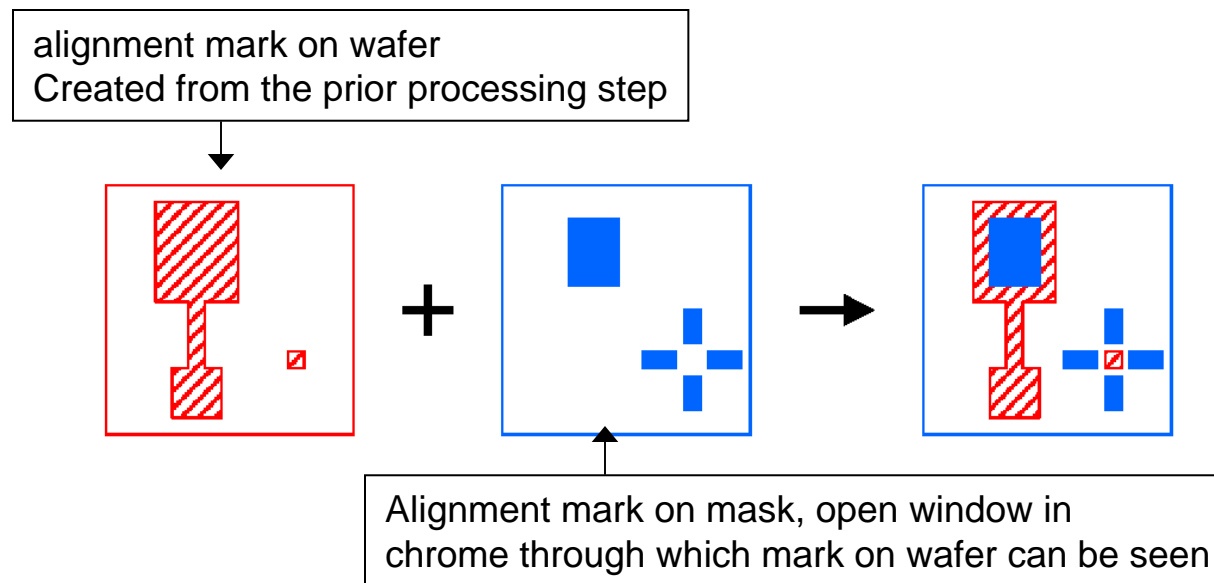 alignment mark on wafer
Created from the prior processing step
Alignment mark on mask, open window in
chrome through which mark on wafer can be seen